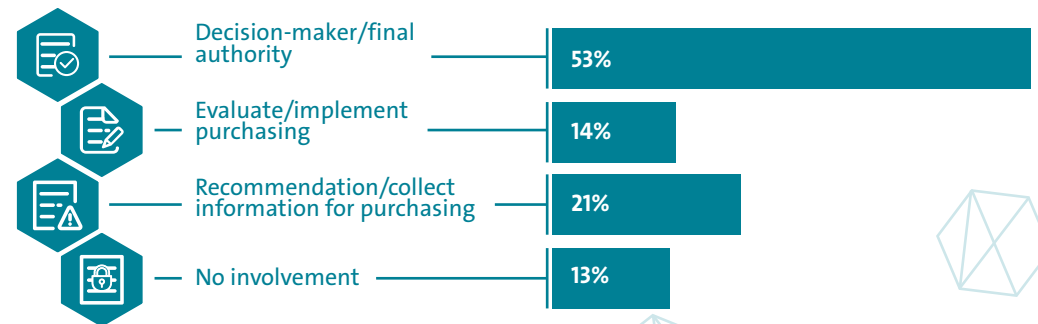 Decision-maker/final
authority
53%
Evaluate/implement
purchasing
14%
Recommendation/collect
information for purchasing
21%
No involvement
13%